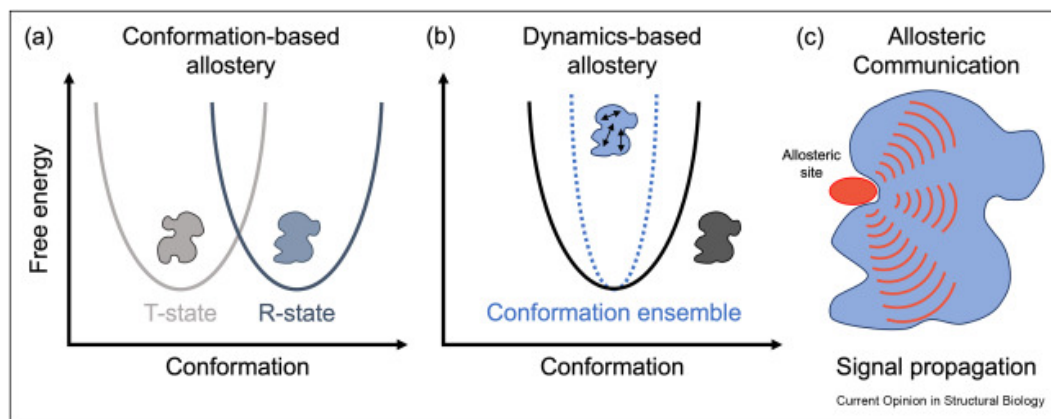 (a)
Conformation-based
allostery
Free energy
T-state
R-state
Conformation
(b)
Dynamics-based
allostery
Conformation ensemble
Conformation
(c)
Allosteric
Communication
Allosteric
site
Signal propagation
Current Opinion in Structural Biology